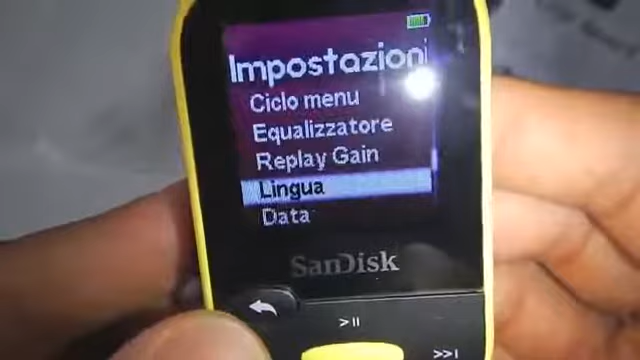 Impostazioni
Ciclo menu
Equalizzatore
Replay Gain
Lingua
Data
SanDisk